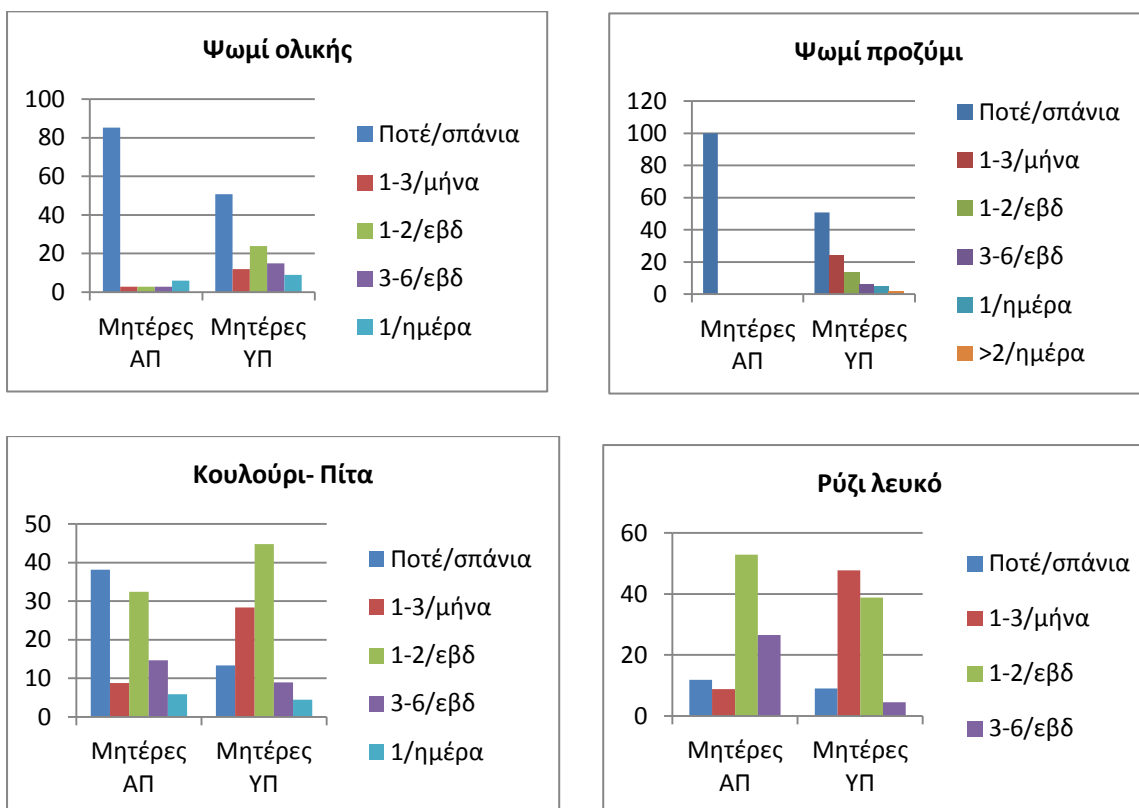 Ψωμί ολικής
100
80
60
40
20
0
Μητέρες
ΑΠ
Μητέρες
ΥΠ
Ποτέ/σπάνια
1-3/μήνα
1-2/εβδ
3-6/εβδ
1/ημέρα
Ψωμί προζύμι
120
100
80
60
40
20
0
Μητέρες
ΑΠ
Μητέρες
ΥΠ
Ποτέ/σπάνια
1-3/μήνα
1-2/εβδ
3-6/εβδ
1/ημέρα
>2/ημέρα
Κουλούρι- Πίτα
50
40
30
20
10
0
Μητέρες
ΑΠ
Μητέρες
ΥΠ
Ποτέ/σπάνια
1-3/μήνα
1-2/εβδ
3-6/εβδ
1/ημέρα
Ρύζι λευκό
60
40
20
0
Μητέρες
ΑΠ
Μητέρες
ΥΠ
Ποτέ/σπάνια
1-3/μήνα
1-2/εβδ
3-6/εβδ